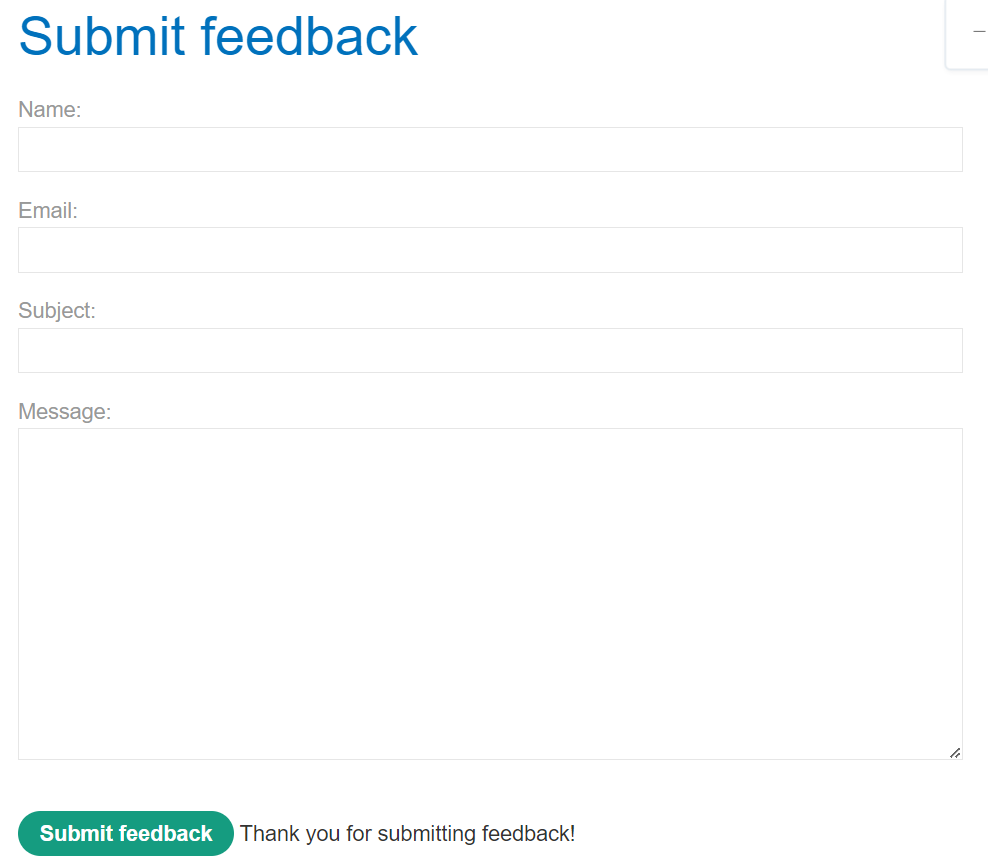 Submit feedback
Name:
Email:
Subject:
Message:
Submit feedback Thank you for submitting feedback!